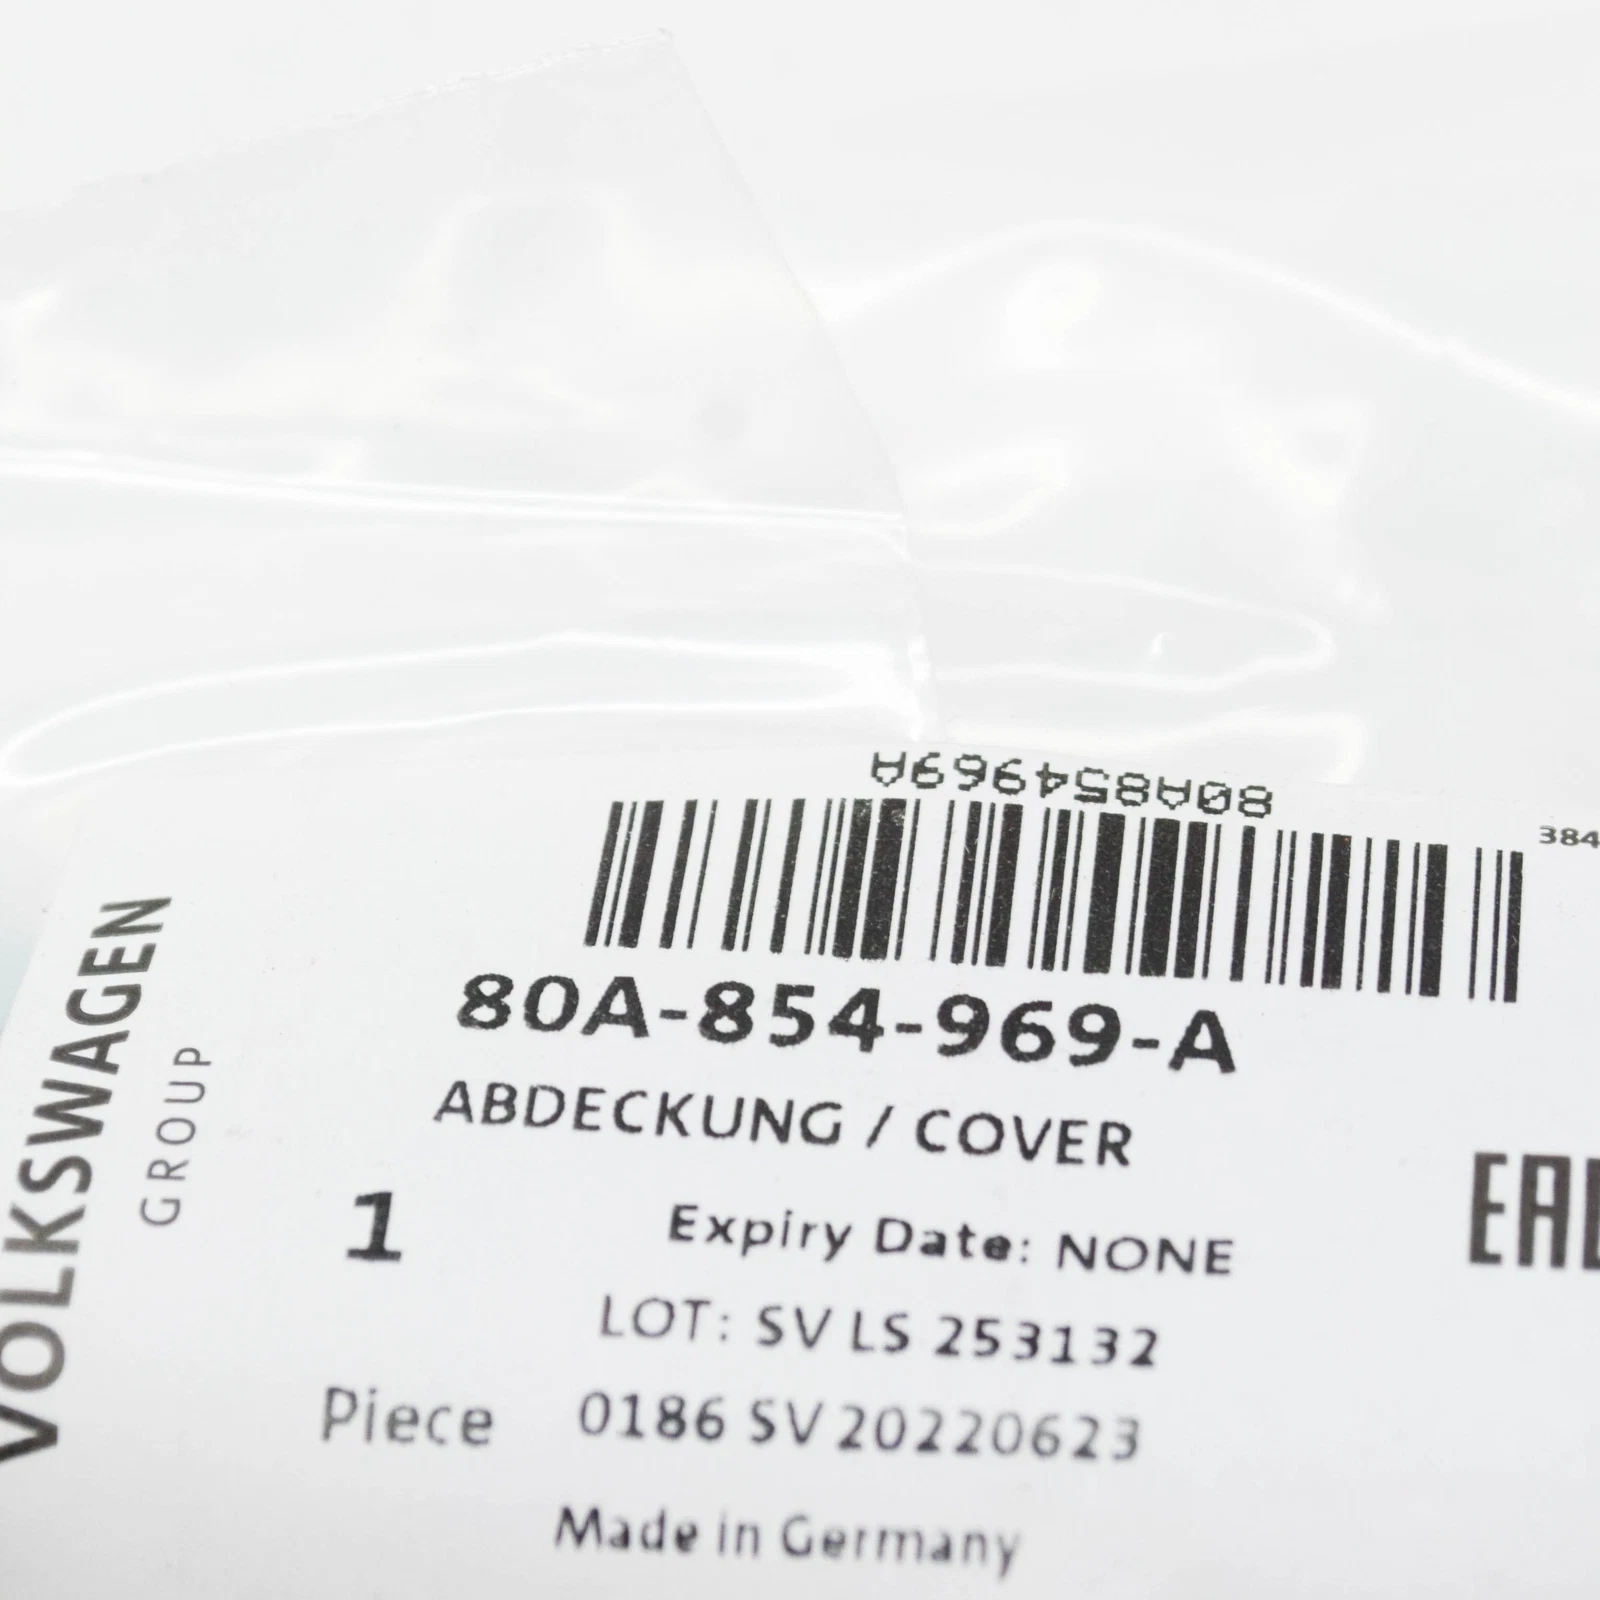 80A854969A
384
80A-854-969-A
ABDECKUNG / COVER
VOLKSWAGEN
GROUP
1
Piece
Expiry Date: NONE
LOT: SV LS 253132
0186 SV 20220623
Made in Germany
EAC